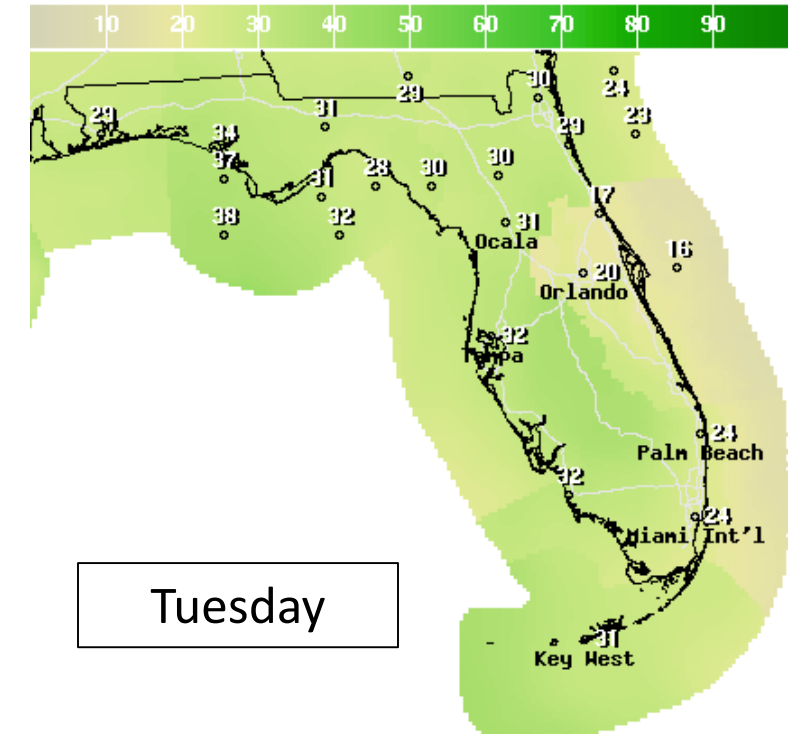 10 20 30 40 50 60 70 80 90
30 24
29
29 31 23
34 29
37 30
31 28 30
17
38 32 31
Ocala 16
20
Orlando
32
Tampa
24
Palm Beach
32
24
Miami Int'l
Tuesday
31
Key West